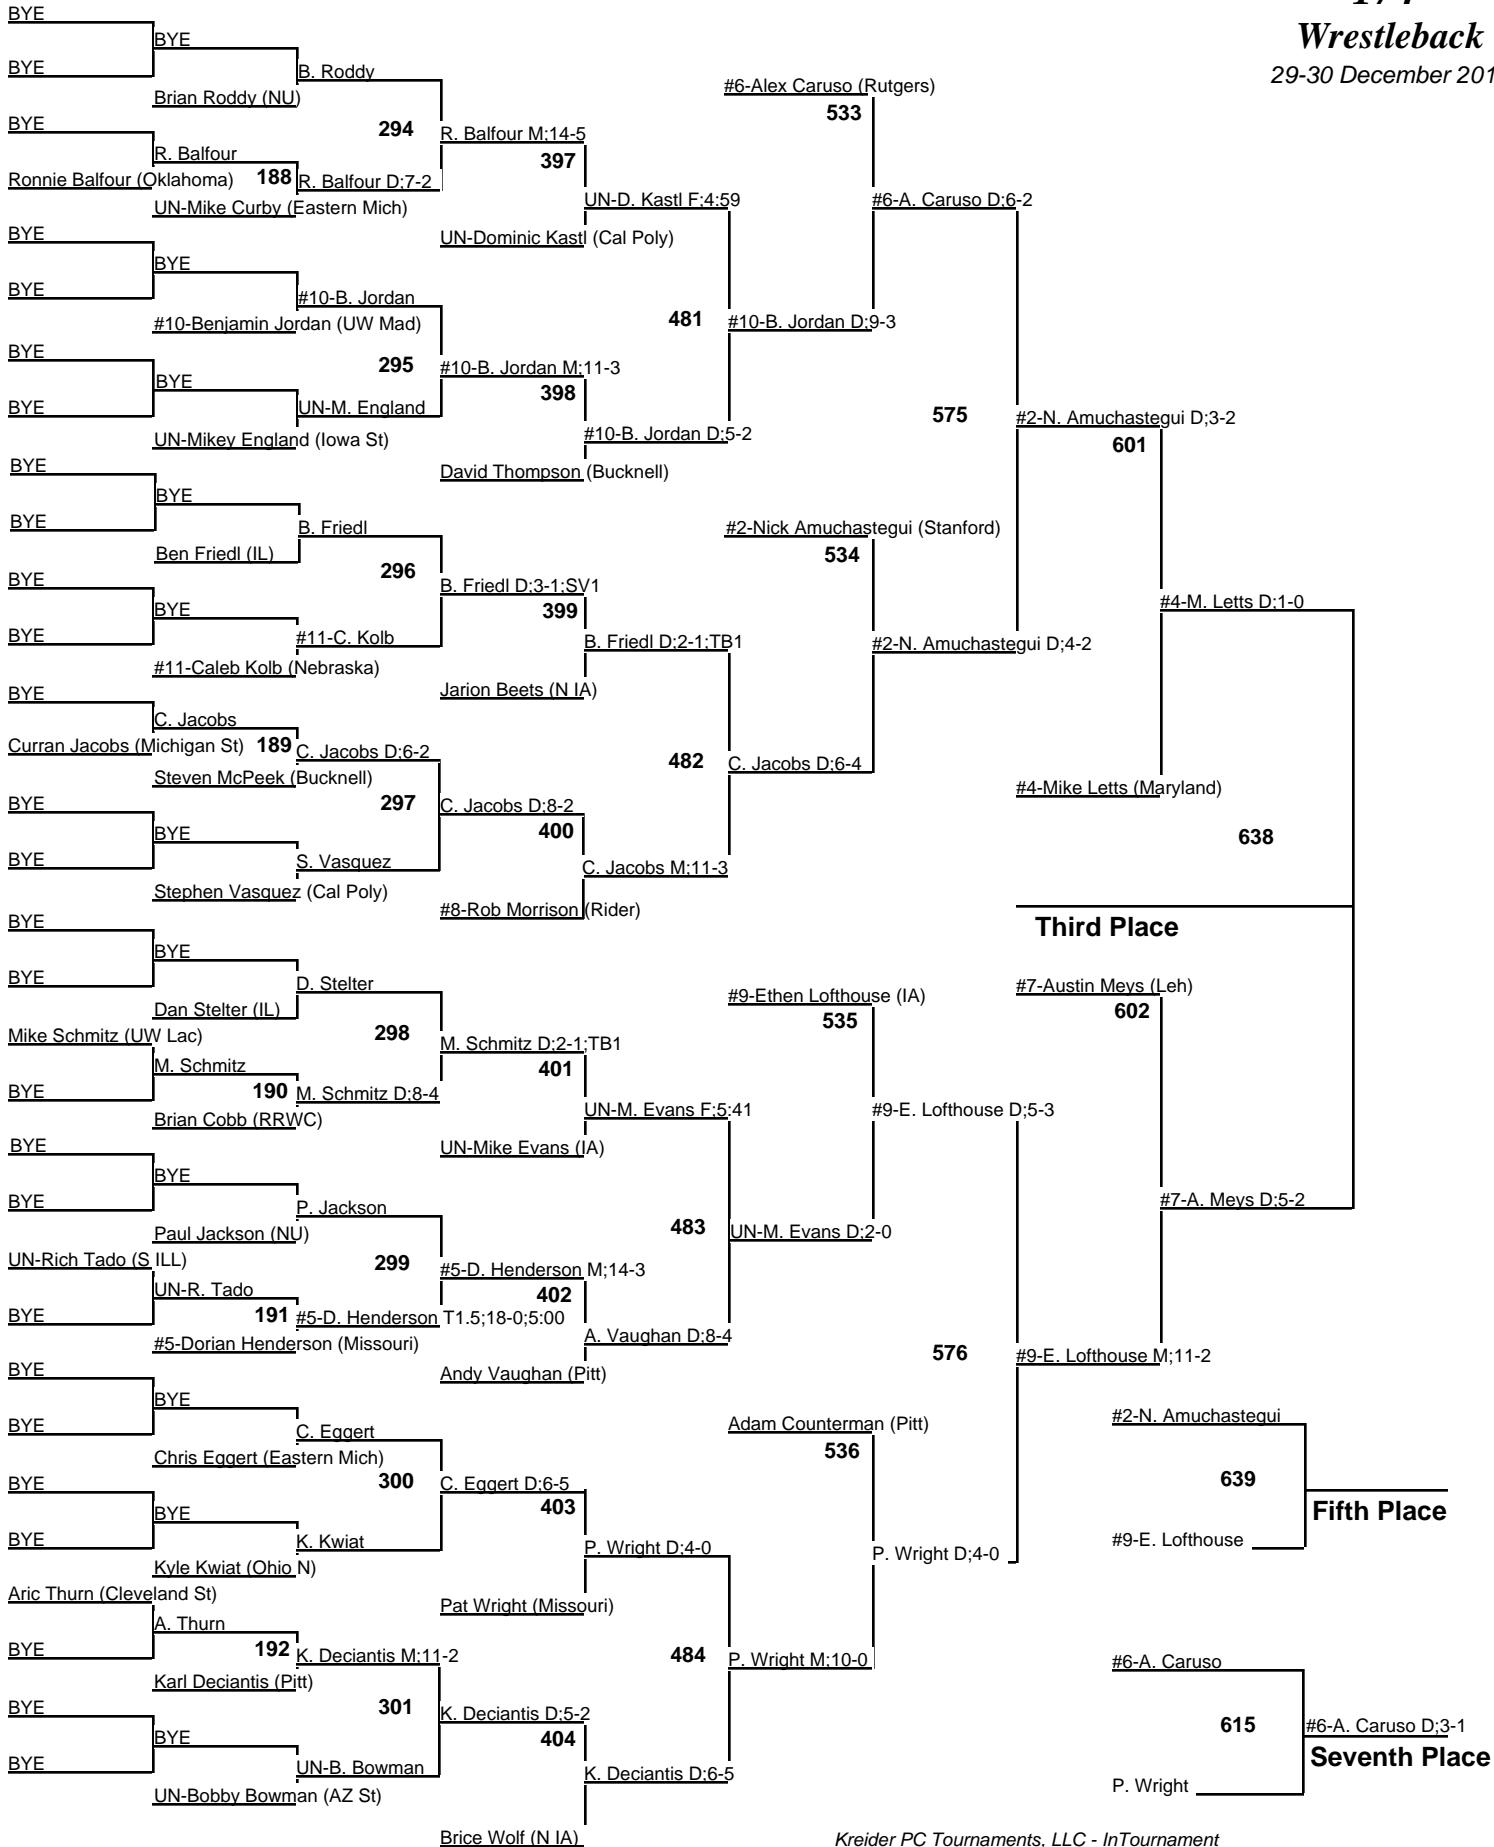 Wrestleback
29-30 December 201
BYE
BYE
BYE
B. Roddy
Brian Roddy (NU)
294
BYE
R. Balfour
Ronnie Balfour (Oklahoma)
188
R. Balfour D;7-2
UN-Mike Curby (Eastern Mich)
R. Balfour M;14-5
397
UN-D. Kastl F;4:59
UN-Dominic Kastl (Cal Poly)
BYE
BYE
BYE
#10-B. Jordan
#10-Benjamin Jordan (UW Mad)
295
BYE
BYE
BYE
UN-M. England
UN-Mikey England (Iowa St)
#10-B. Jordan M;11-3
398
#10-B. Jordan D;5-2
David Thompson (Bucknell)
481
#10-B. Jordan D;9-3
#6-Alex Caruso (Rutgers)
533
#6-A. Caruso D;6-2
BYE
BYE
BYE
B. Friedl
Ben Friedl (IL)
296
BYE
BYE
BYE
#11-C. Kolb
#11-Caleb Kolb (Nebraska)
B. Friedl D;3-1;SV1
399
B. Friedl D;2-1;TB1
Jarion Beets (N IA)
BYE
C. Jacobs
Curran Jacobs (Michigan St)
189
C. Jacobs D;6-2
Steven McPeek (Bucknell)
297
BYE
BYE
BYE
S. Vasquez
Stephen Vasquez (Cal Poly)
C. Jacobs D;8-2
400
C. Jacobs M;11-3
#8-Rob Morrison (Rider)
482
C. Jacobs D;6-4
#2-Nick Amuchastegui (Stanford)
534
#2-N. Amuchastegui D;4-2
575
#2-N. Amuchastegui D;3-2
601
#4-M. Letts D;1-0
#4-Mike Letts (Maryland)
638
Third Place
BYE
BYE
BYE
D. Stelter
Dan Stelter (IL)
298
Mike Schmitz (UW Lac)
M. Schmitz
BYE
190
M. Schmitz D;8-4
Brian Cobb (RRWC)
M. Schmitz D;2-1;TB1
401
UN-M. Evans F;5:41
UN-Mike Evans (IA)
BYE
BYE
BYE
P. Jackson
Paul Jackson (NU)
299
UN-Rich Tado (S ILL)
UN-R. Tado
BYE
191
#5-D. Henderson T1.5;18-0;5:00
#5-Dorian Henderson (Missouri)
#5-D. Henderson M;14-3
402
A. Vaughan D;8-4
Andy Vaughan (Pitt)
483
UN-M. Evans D;2-0
#9-Ethen Lofthouse (IA)
535
#9-E. Lofthouse D;5-3
#7-Austin Meys (Leh)
602
#7-A. Meys D;5-2
BYE
BYE
BYE
C. Eggert
Chris Eggert (Eastern Mich)
300
BYE
BYE
BYE
K. Kwiat
Kyle Kwiat (Ohio N)
C. Eggert D;6-5
403
P. Wright D;4-0
Pat Wright (Missouri)
Aric Thurn (Cleveland St)
A. Thurn
BYE
192
K. Deciantis M;11-2
Karl Deciantis (Pitt)
301
BYE
BYE
BYE
UN-B. Bowman
UN-Bobby Bowman (AZ St)
K. Deciantis D;5-2
404
K. Deciantis D;6-5
Brice Wolf (N IA)
484
P. Wright M;10-0
Adam Counterman (Pitt)
536
P. Wright D;4-0
576
#9-E. Lofthouse M;11-2
#2-N. Amuchastegui
639
Fifth Place
#9-E. Lofthouse
#6-A. Caruso
615
#6-A. Caruso D;3-1
Seventh Place
P. Wright
Kreider PC Tournaments, LLC - InTournament